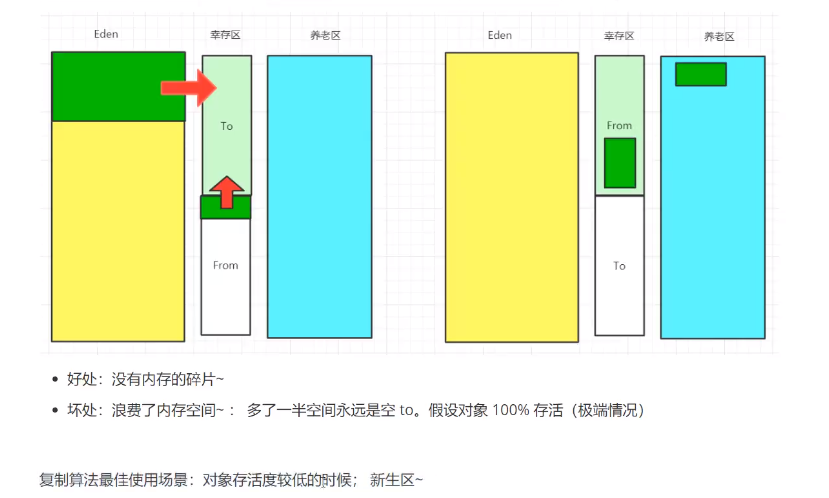 Eden 幸存区 养老区 Eden 幸存区 养老区
To From
From To
好处：没有内存的碎片~
坏处：浪费了内存空间~ ： 多了一半空间永远是空 to。假设对象 100% 存活（极端情况）
复制算法最佳使用场景：对象存活度较低的时候； 新生区~